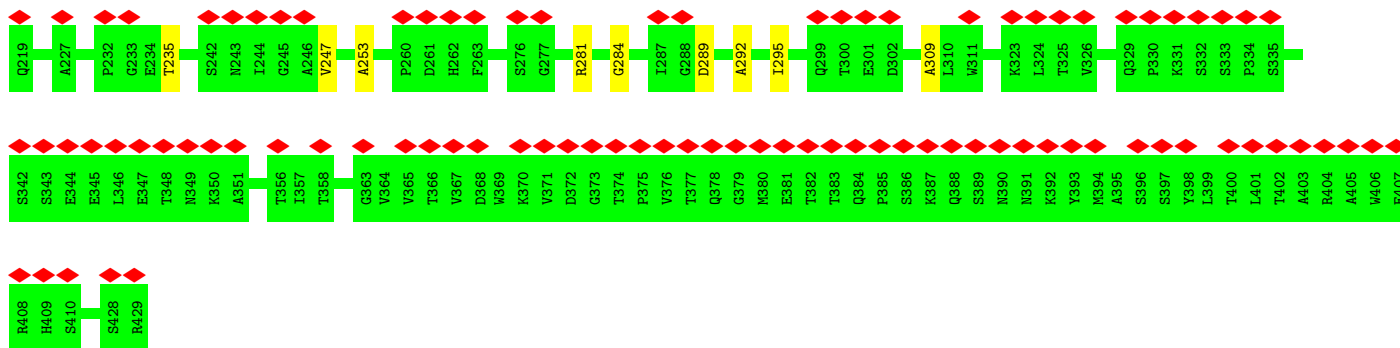 Q219 A227 P232 G233 E234 T235 S242 N243 I244 G245 A246 V247 A253 P260 D261 H262 F263 S276 G277 R281 G284 I287 G288 D289 A292 I295 Q299 T300 E301 D302 A309 L310 W311 K323 L324 T325 V326 Q329 P330 K331 S332 S333 P334 S335
S342 S343 E344 E345 L346 E347 T348 N349 K350 A351 T356 I357 T358 G363 V364 V365 T366 V367 D368 W369 K370 V371 D372 G373 T374 P375 V376 T377 Q378 G379 M380 E381 T382 T383 Q384 P385 S386 K387 Q388 S389 N390 N391 K392 Y393 M394 A395 S396 S397 Y398 L399 T400 L401 T402 A403 R404 A405 W406
R408 H409 S410 S428 R429